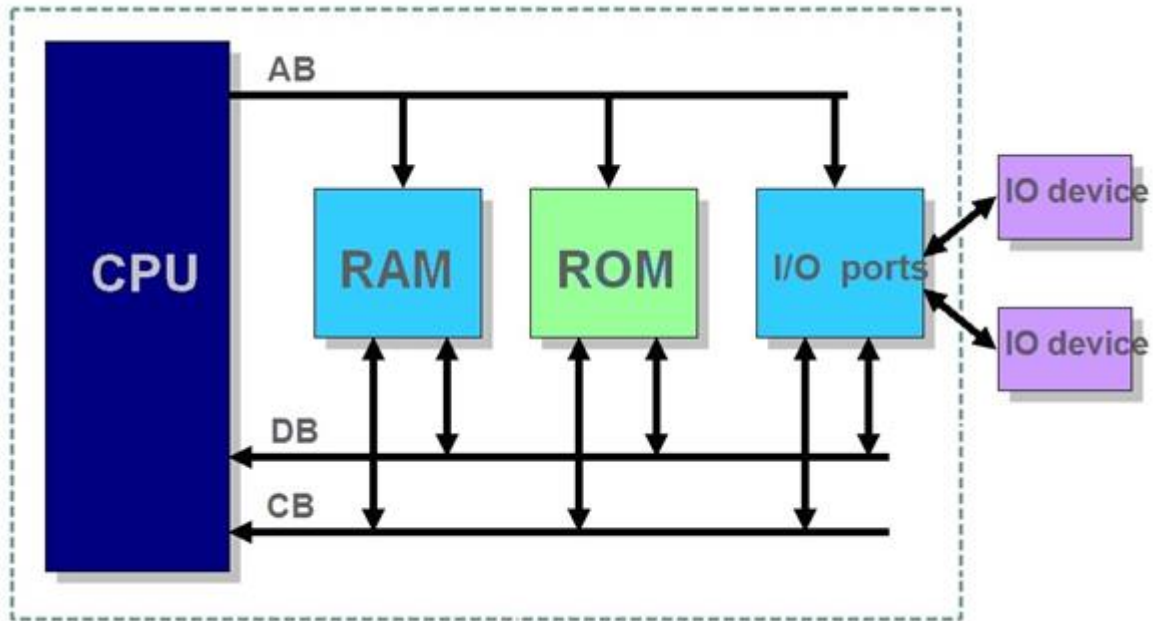 AB
CPU
RAM
ROM
I/O ports
IO device
IO device
DB
CB